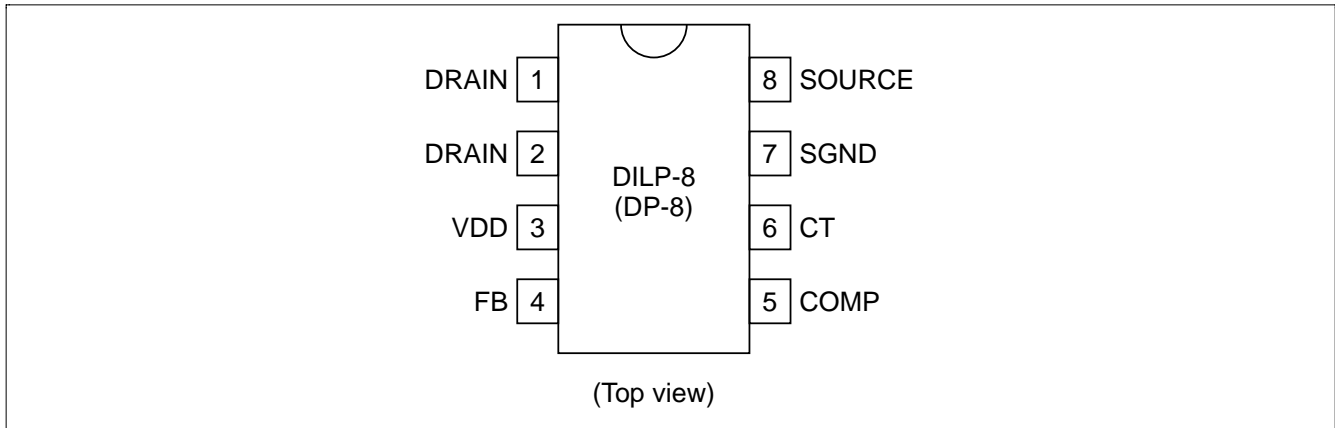 DRAIN 1 8 SOURCE
DRAIN 2 7 SGND
DILP-8
(DP-8)
VDD 3 6 CT
FB 4 5 COMP
(Top view)